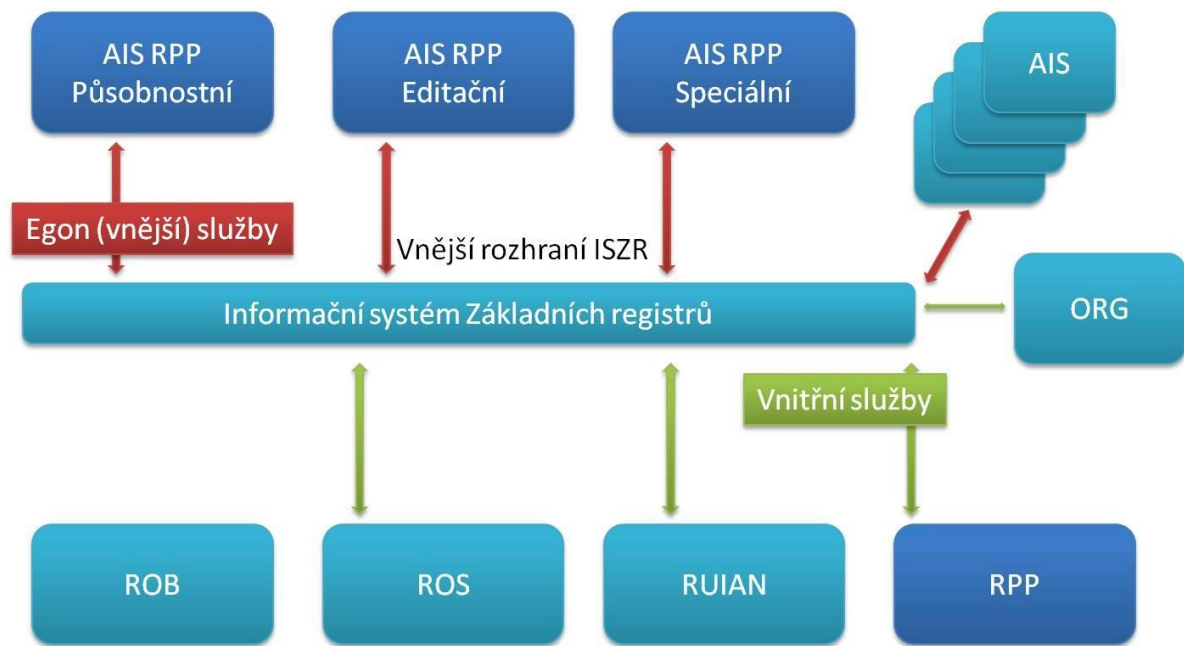 AIS RPP
Působnostní
AIS RPP
Editační
AIS RPP
Speciální
AIS
Egon (vnější) služby
Vnější rozhraní ISZR
Informační systém Základních registrů
ORG
Vnitřní služby
ROB
ROS
RUIAN
RPP